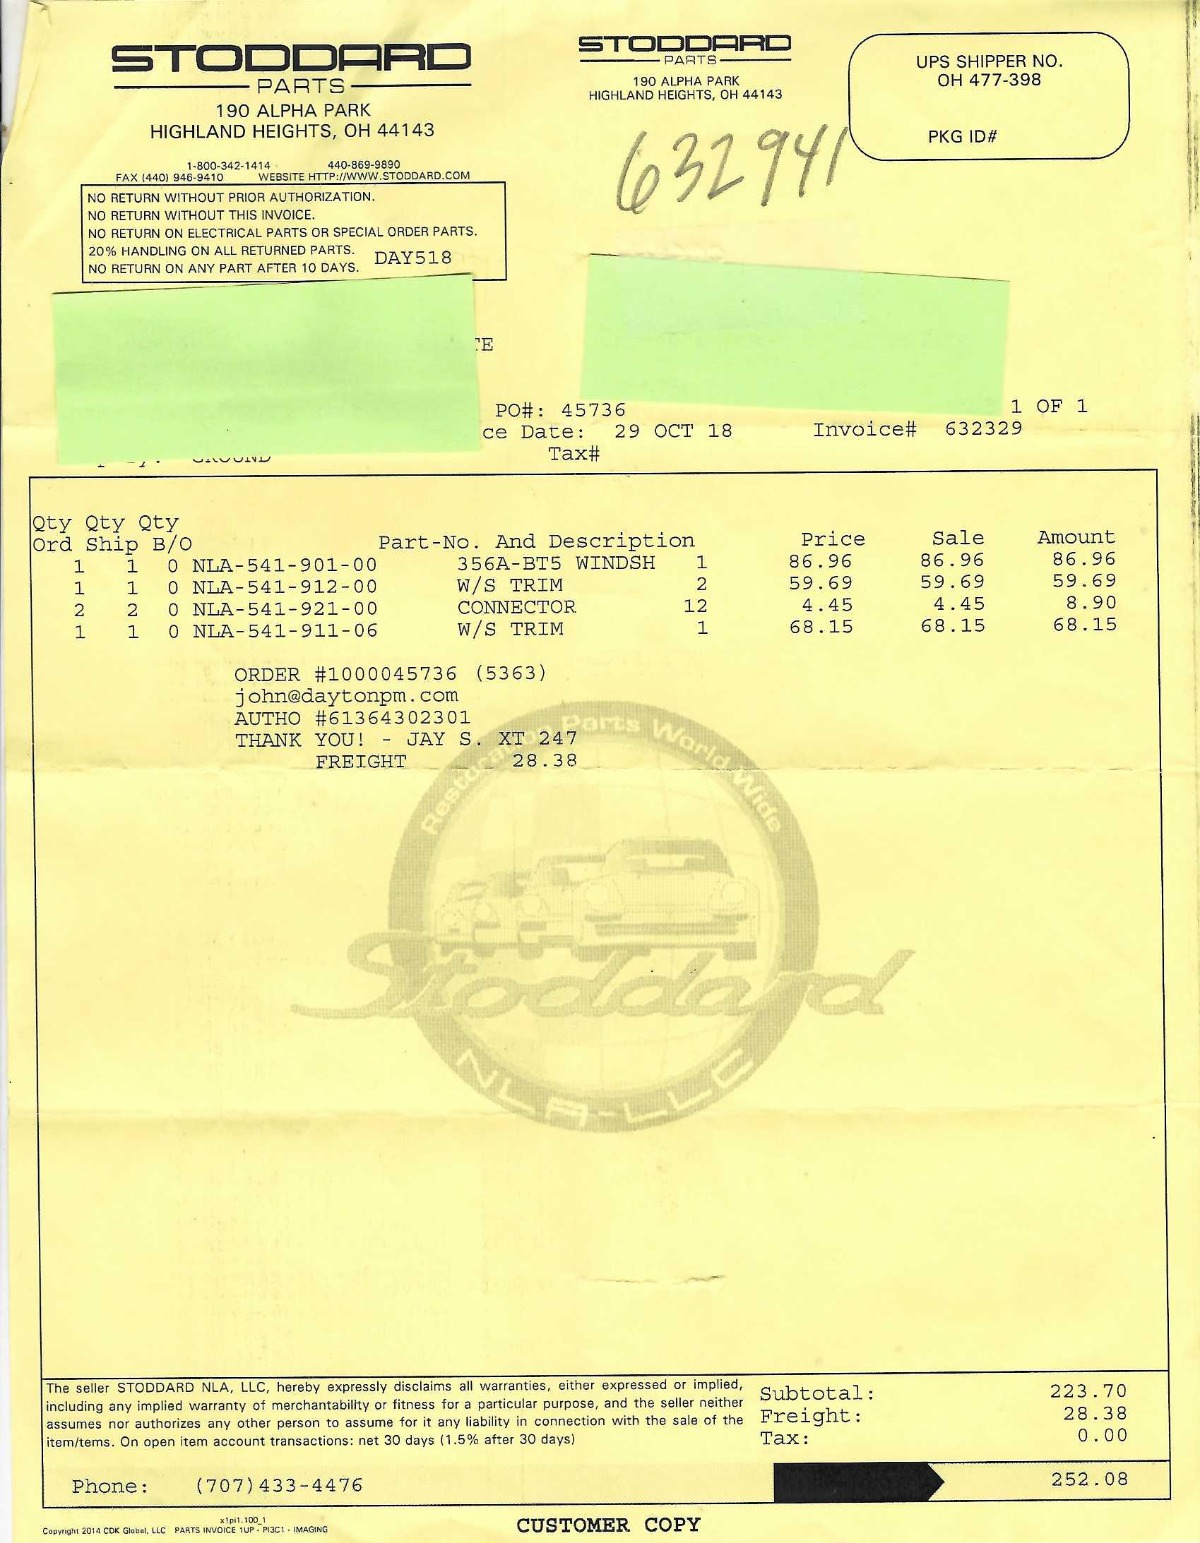 STODDARD
PARTS
190 ALPHA PARK
HIGHLAND HEIGHTS, OH 44143
1-800-342-1414 440-869-9890
FAX (440) 946-9410 WEBSITE HTTP://WWW.STODDARD.COM
NO RETURN WITHOUT PRIOR AUTHORIZATION.
NO RETURN WITHOUT THIS INVOICE.
NO RETURN ON ELECTRICAL PARTS OR SPECIAL ORDER PARTS.
20% HANDLING ON ALL RETURNED PARTS.
NO RETURN ON ANY PART AFTER 10 DAYS.
DAY518
STODDARD
PARTS
190 ALPHA PARK
HIGHLAND HEIGHTS, OH 44143
632941
UPS SHIPPER NO.
OH 477-398
PKG ID#
TE
PO#: 45736 1 OF 1
ce Date: 29 OCT 18 Invoice# 632329
GROUND Tax#
Qty Qty Qty
Ord Ship B/O Part-No. And Description Price Sale Amount
1 1 0 NLA-541-901-00 356A-BT5 WINDSH 1 86.96 86.96 86.96
1 1 0 NLA-541-912-00 W/S TRIM 2 59.69 59.69 59.69
2 2 0 NLA-541-921-00 CONNECTOR 12 4.45 4.45 8.90
1 1 0 NLA-541-911-06 W/S TRIM 1 68.15 68.15 68.15
ORDER #1000045736 (5363)
john@daytonpm.com
AUTHO #61364302301
THANK YOU! - JAY S. XT 247
FREIGHT 28.38
Restoration Parts World Wide
Stoddard
NLA-LLC
The seller STODDARD NLA, LLC, hereby expressly disclaims all warranties, either expressed or implied,
including any implied warranty of merchantability or fitness for a particular purpose, and the seller neither
assumes nor authorizes any other person to assume for it any liability in connection with the sale of the
item/tems. On open item account transactions: net 30 days (1.5% after 30 days)
Subtotal: 223.70
Freight: 28.38
Tax: 0.00
Phone: (707)433-4476 252.08
x1pi1.100_1
Copyright 2014 CDK Global, LLC PARTS INVOICE 1UP - PI3C1 - IMAGING
CUSTOMER COPY